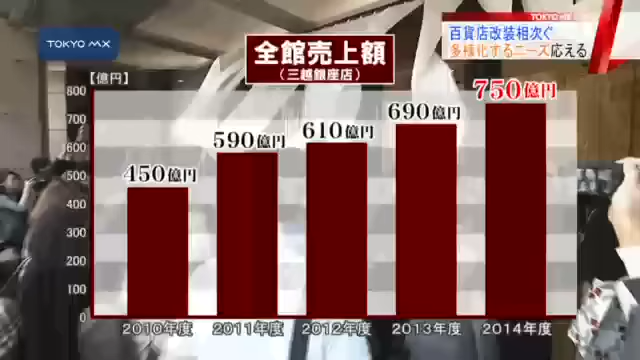 TOKYO MX
TOKYO MX
百貨店改装相次ぐ
多様化するニーズ応える
全館売上額
(三越銀座店)
【億円】
800
700
600
500
400
300
200
100
0
450億円
590億円
610億円
690億円
750億円
2010年度
2011年度
2012年度
2013年度
2014年度